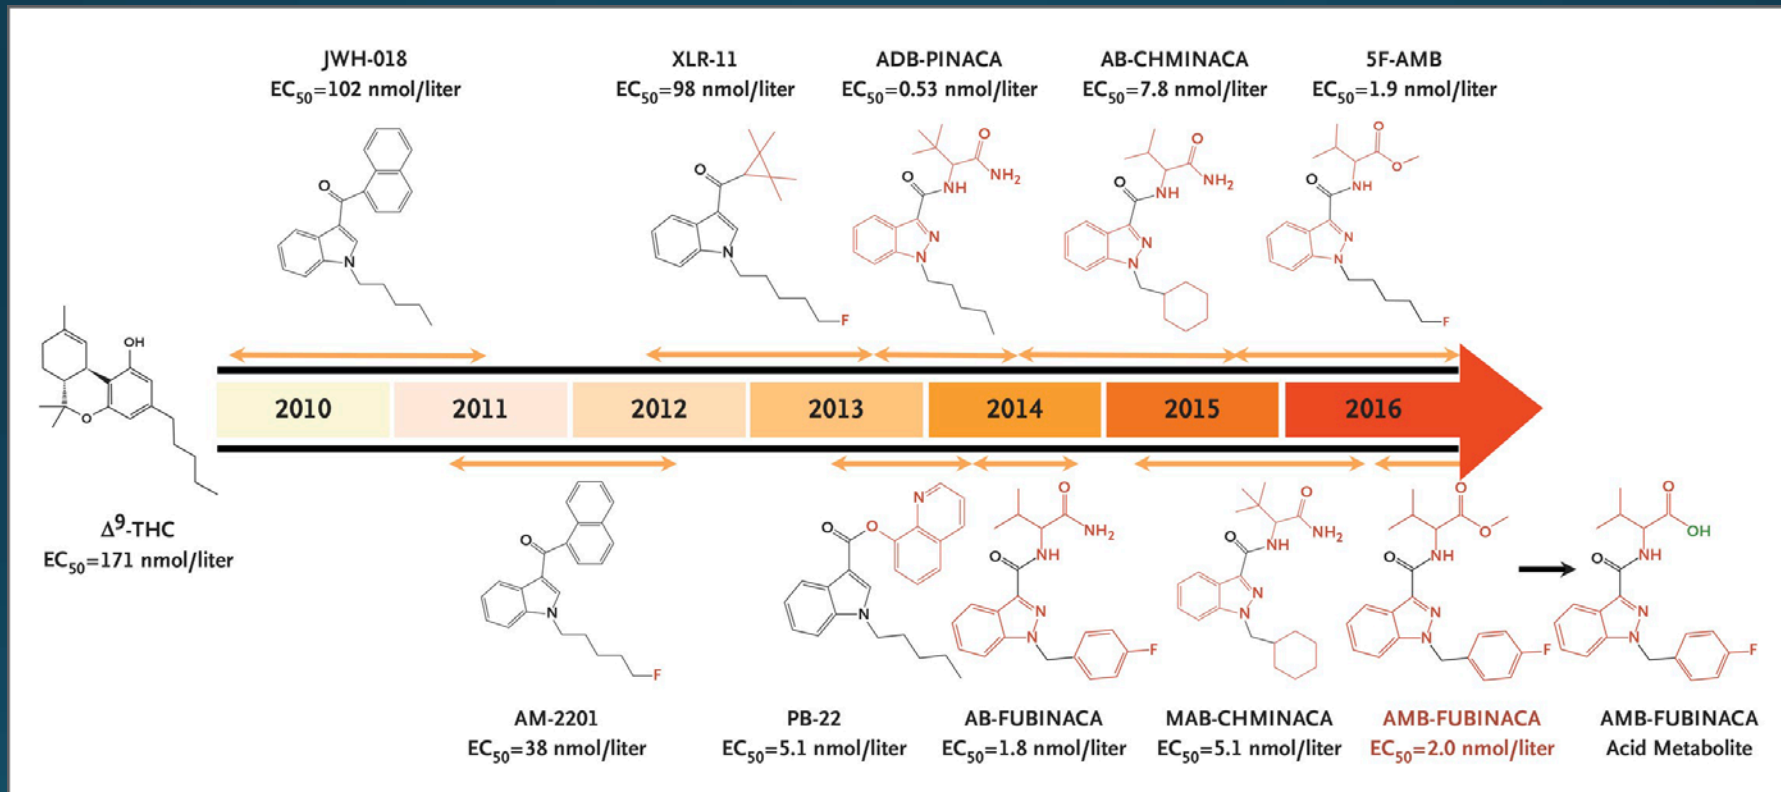 JWH-018
EC50=102 nmol/liter
XLR-11
EC50=98 nmol/liter
ADB-PINACA
EC50=0.53 nmol/liter
AB-CHMINACA
EC50=7.8 nmol/liter
5F-AMB
EC50=1.9 nmol/liter
O
N
O
N
F
O
NH2
O
NH
N
N
O
NH2
O
NH
N
N
O
O
O
NH
N
N
F
OH
O
Δ9-THC
EC50=171 nmol/liter
2010
2011
2012
2013
2014
2015
2016
O
N
F
N
O
O
N
O
NH2
O
NH
N
N
F
O
NH2
O
NH
N
N
O
O
O
NH
N
N
F
O
OH
O
NH
N
N
F
AM-2201
EC50=38 nmol/liter
PB-22
EC50=5.1 nmol/liter
AB-FUBINACA
EC50=1.8 nmol/liter
MAB-CHMINACA
EC50=5.1 nmol/liter
AMB-FUBINACA
EC50=2.0 nmol/liter
AMB-FUBINACA
Acid Metabolite